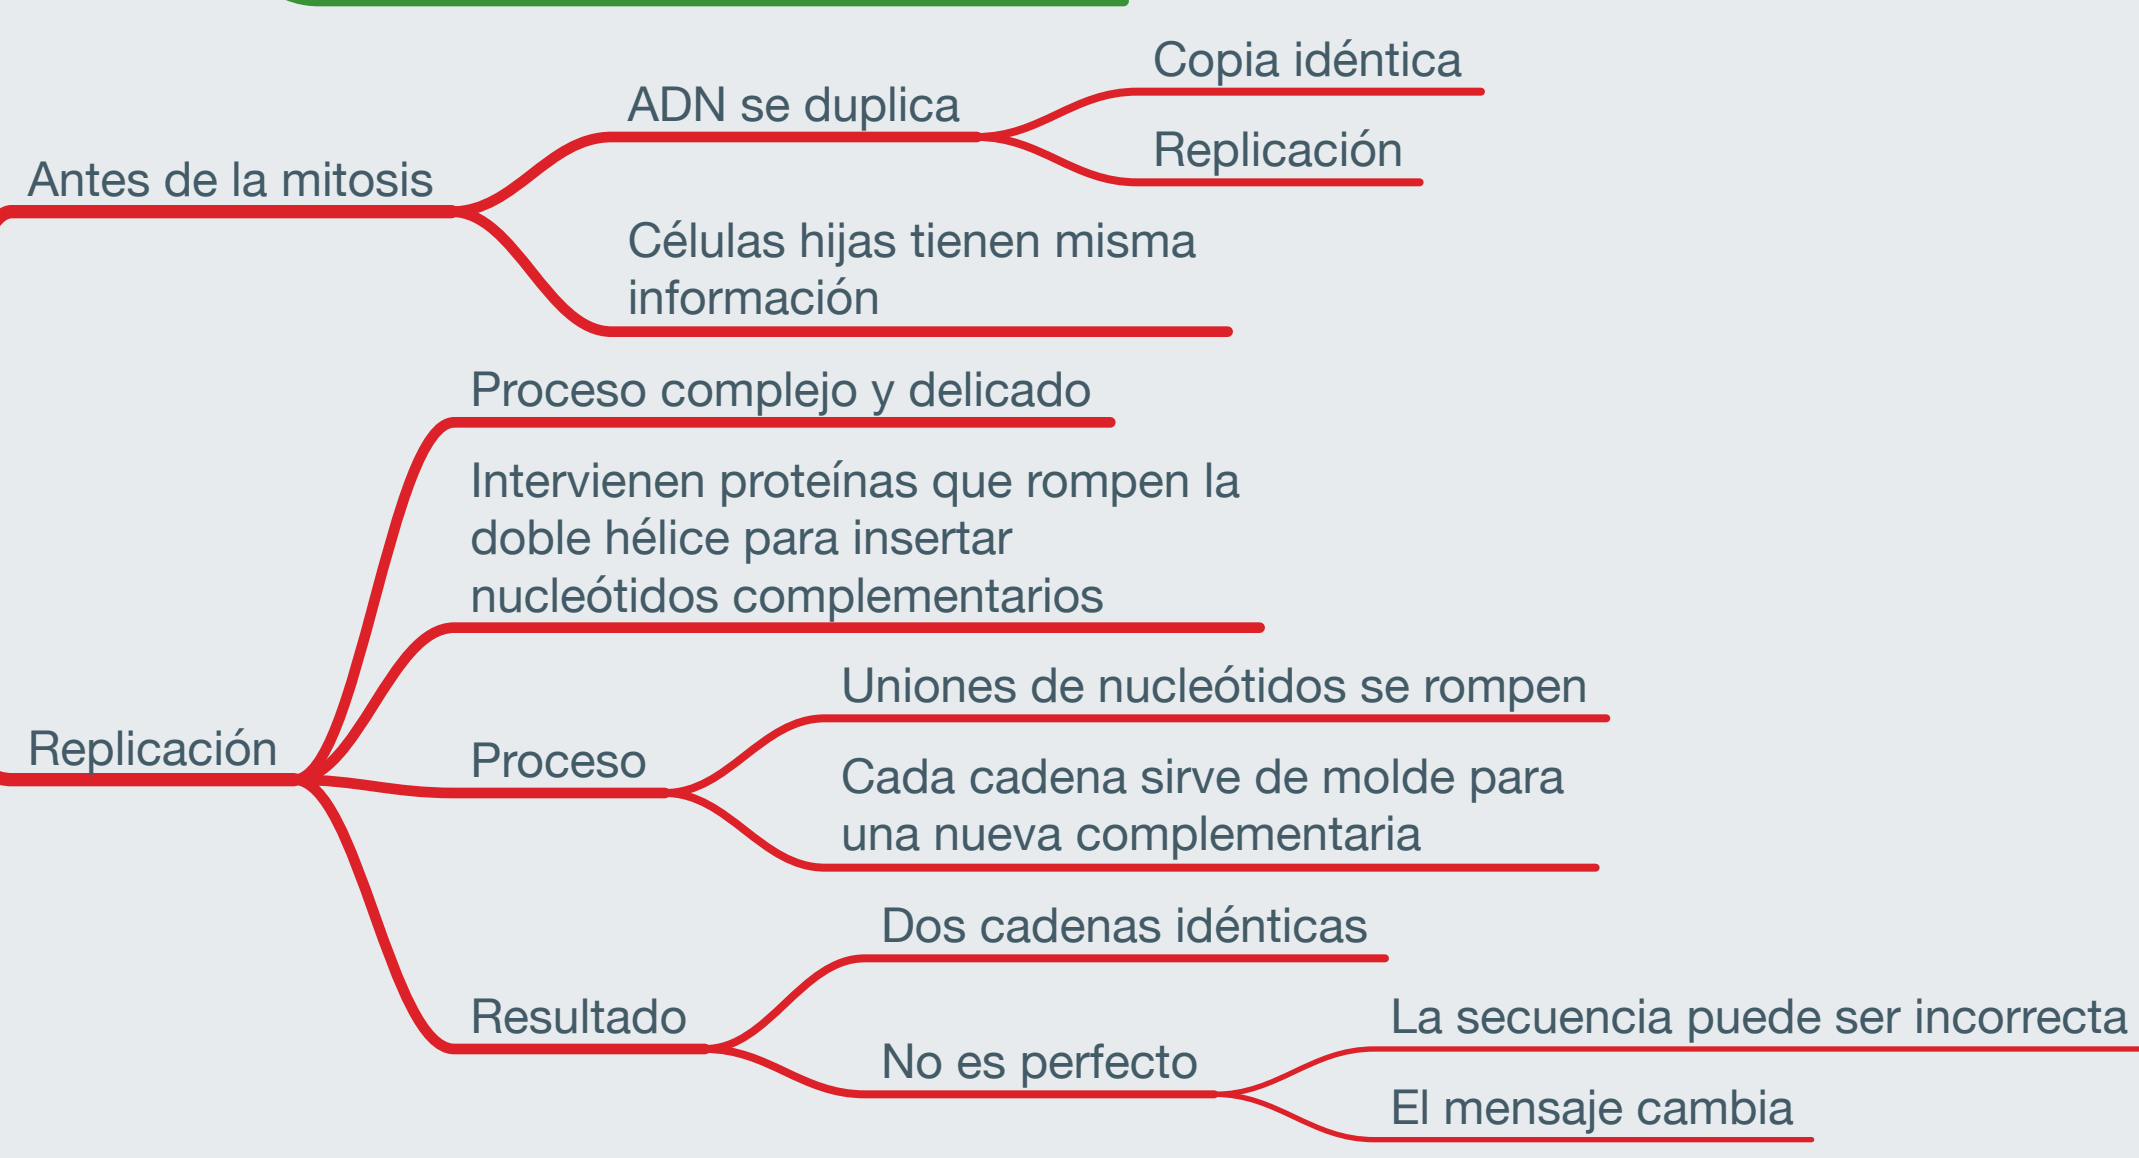 Antes de la mitosis
ADN se duplica
Copia idéntica
Replicación
Células hijas tienen misma
información
Replicación
Proceso complejo y delicado
Intervienen proteínas que rompen la
doble hélice para insertar
nucleótidos complementarios
Proceso
Uniones de nucleótidos se rompen
Cada cadena sirve de molde para
una nueva complementaria
Resultado
Dos cadenas idénticas
No es perfecto
La secuencia puede ser incorrecta
El mensaje cambia